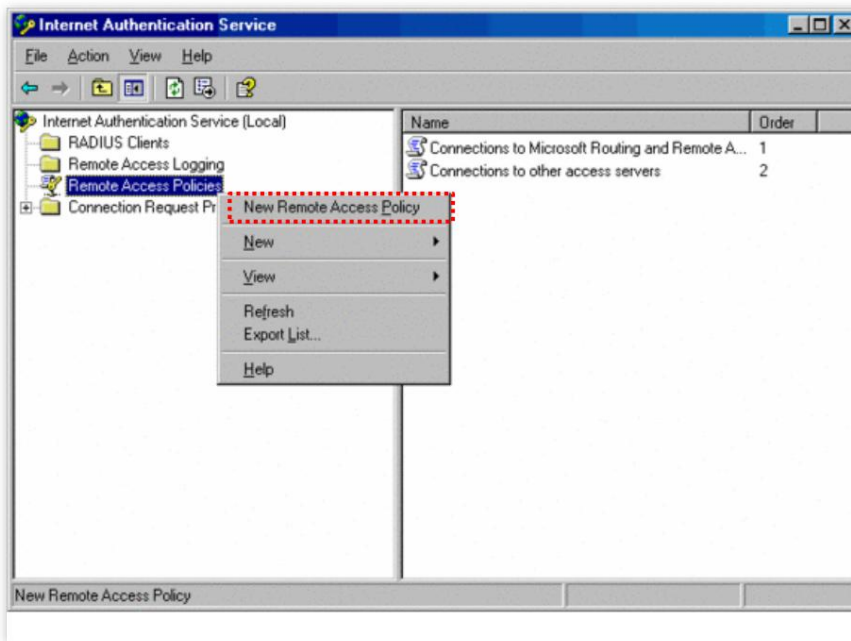 Internet Authentication Service
File Action View Help
Internet Authentication Service (Local)
RADIUS Clients
Remote Access Logging
Remote Access Policies
Connection Request Pr
Name Order
Connections to Microsoft Routing and Remote A... 1
Connections to other access servers 2
New Remote Access Policy
New
View
Refresh
Export List...
Help
New Remote Access Policy